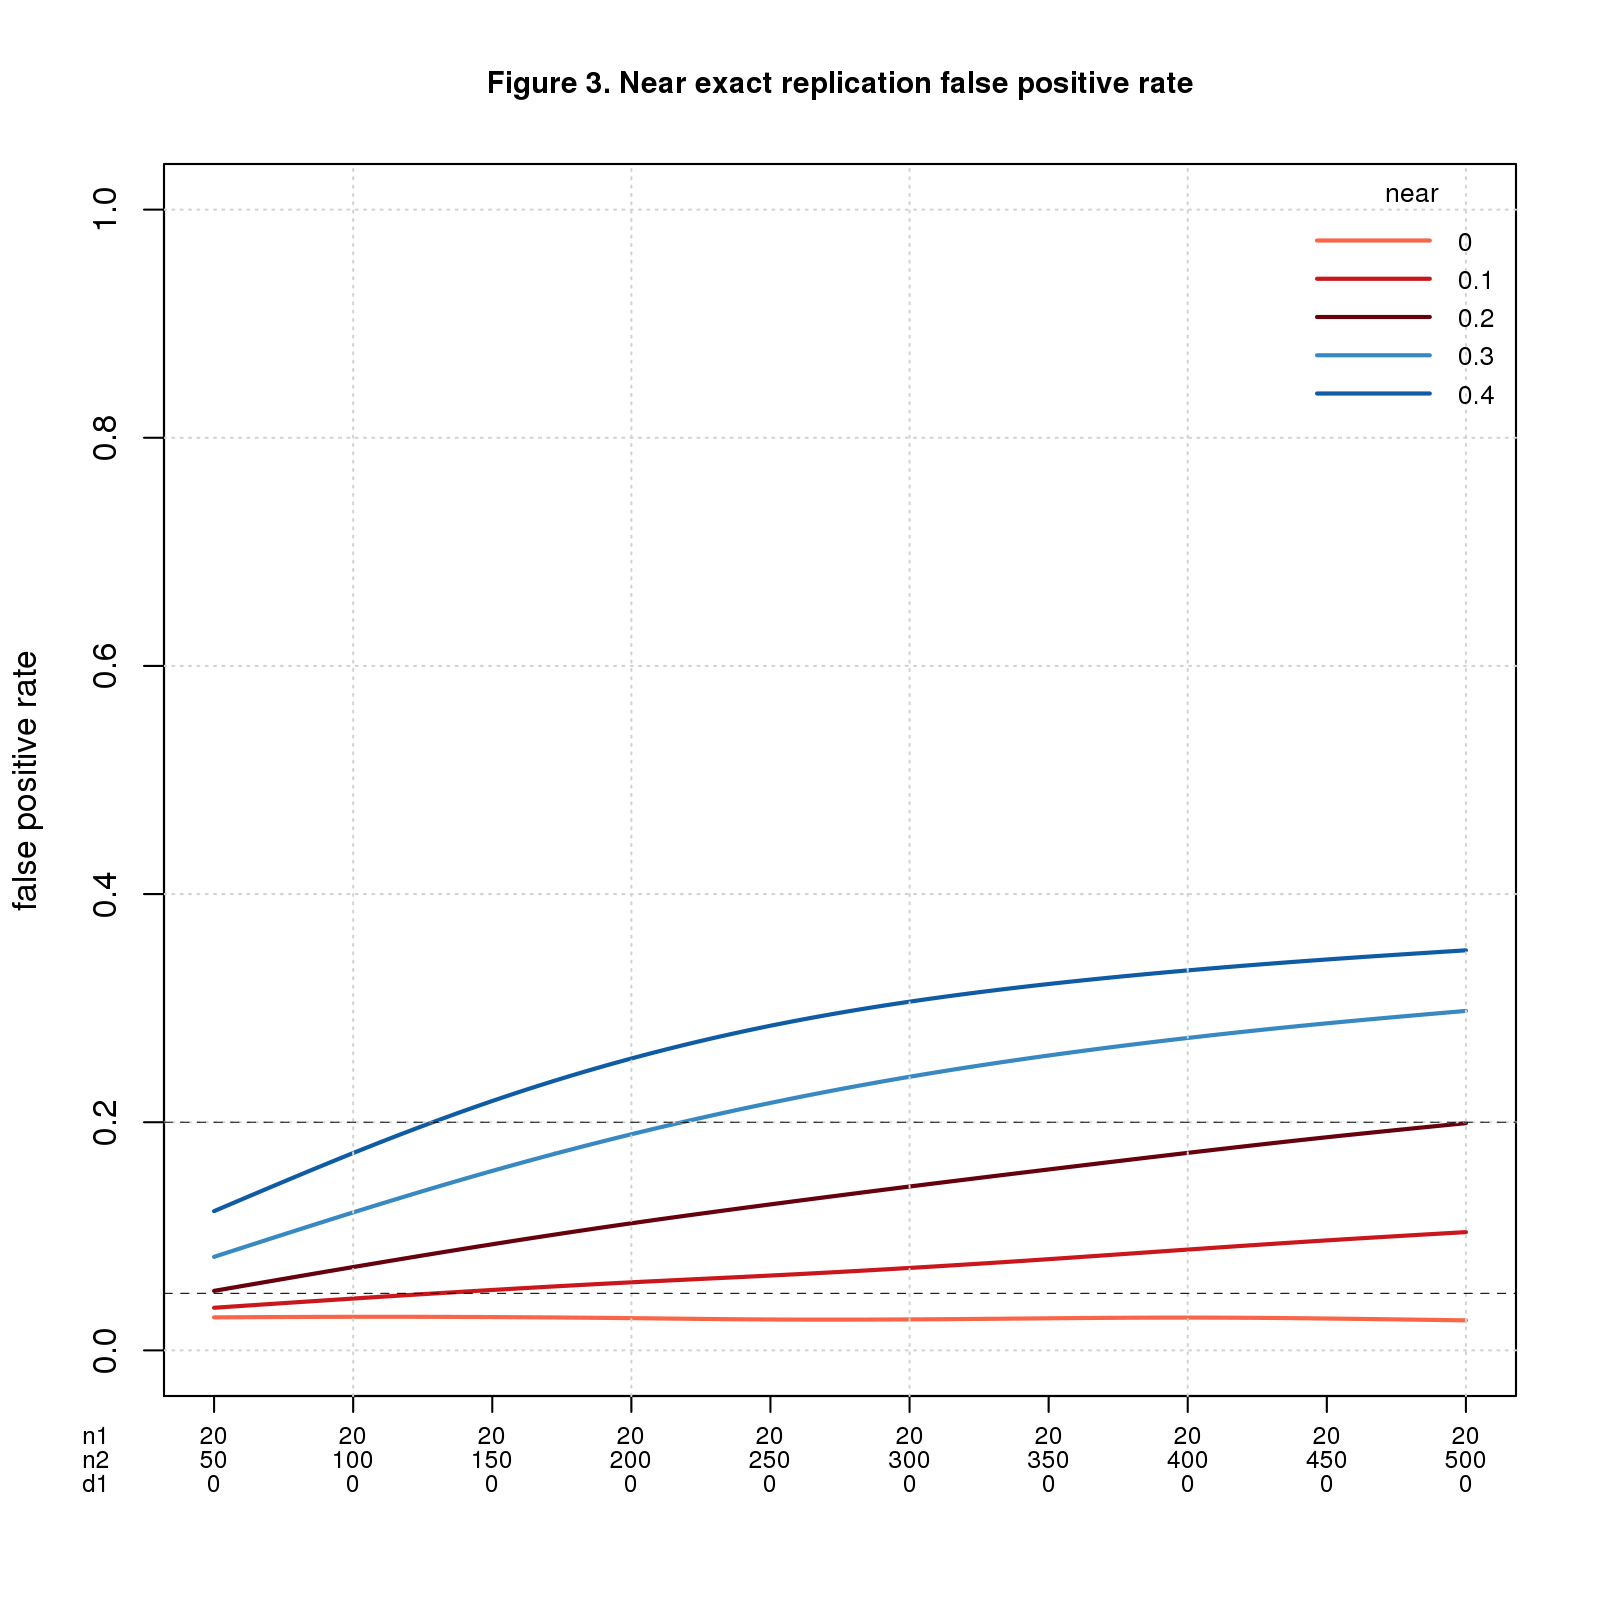 Figure 3. Near exact replication false positive rate
near
0
0.1
0.2
0.3
0.4
false positive rate
1.0
0.8
0.6
0.4
0.2
0.0
n1 20 20 20 20 20 20 20 20 20 20
n2 50 100 150 200 250 300 350 400 450 500
d1 0 0 0 0 0 0 0 0 0 0